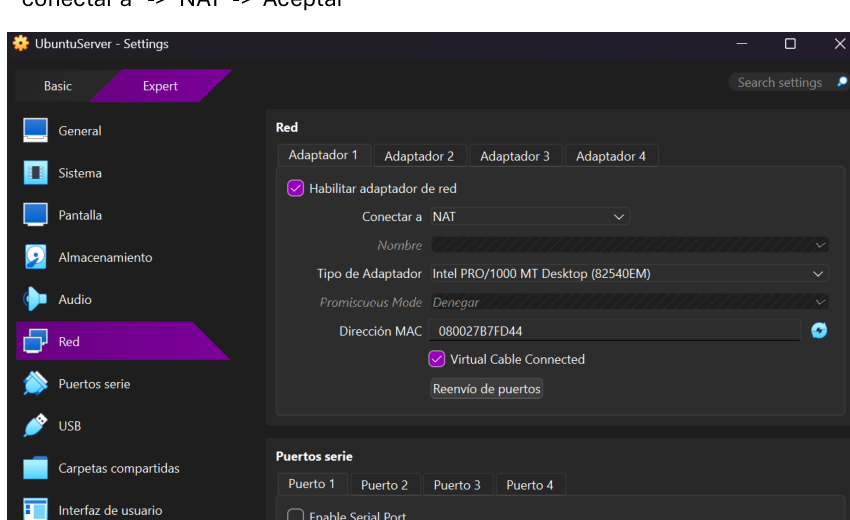 conectar a -> NAT -> Aceptar
UbuntuServer - Settings
Basic
Expert
Search settings
General
Sistema
Pantalla
Almacenamiento
Audio
Red
Puertos serie
USB
Carpetas compartidas
Interfaz de usuario
Red
Adaptador 1 Adaptador 2 Adaptador 3 Adaptador 4
Habilitar adaptador de red
Conectar a NAT
Nombre
Tipo de Adaptador Intel PRO/1000 MT Desktop (82540EM)
Promiscuous Mode Denegar
Dirección MAC 080027B7FD44
Virtual Cable Connected
Reenvío de puertos
Puertos serie
Puerto 1 Puerto 2 Puerto 3 Puerto 4
Enable Serial Port